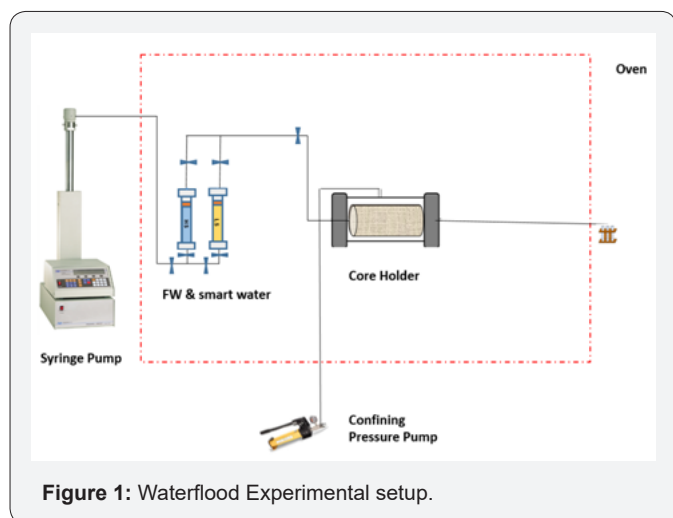 Oven
FW & smart water
Core Holder
Syringe Pump
Confining
Pressure Pump
Figure 1: Waterflood Experimental setup.